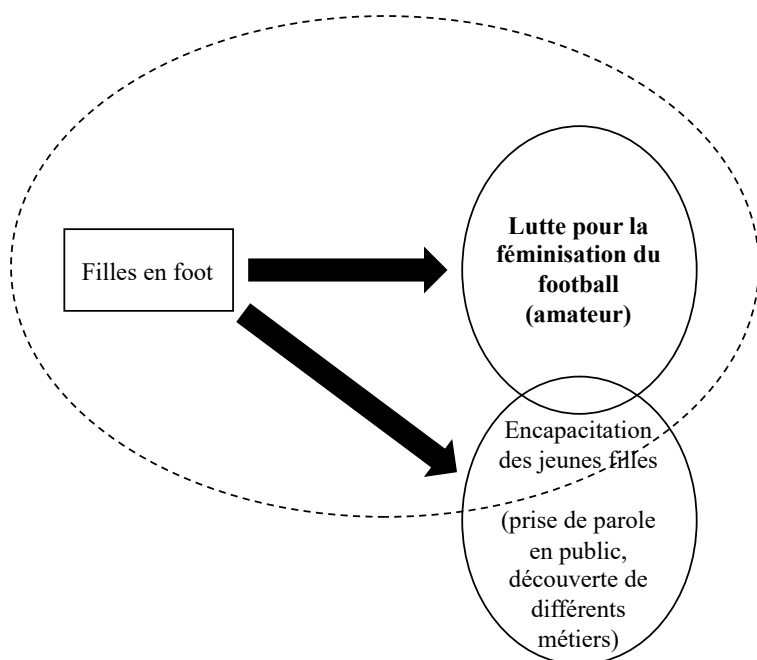 Filles en foot
Lutte pour la
féminisation du
football
(amateur)
Encapacitation
des jeunes filles
(prise de parole
en public,
découverte de
différents
métiers)